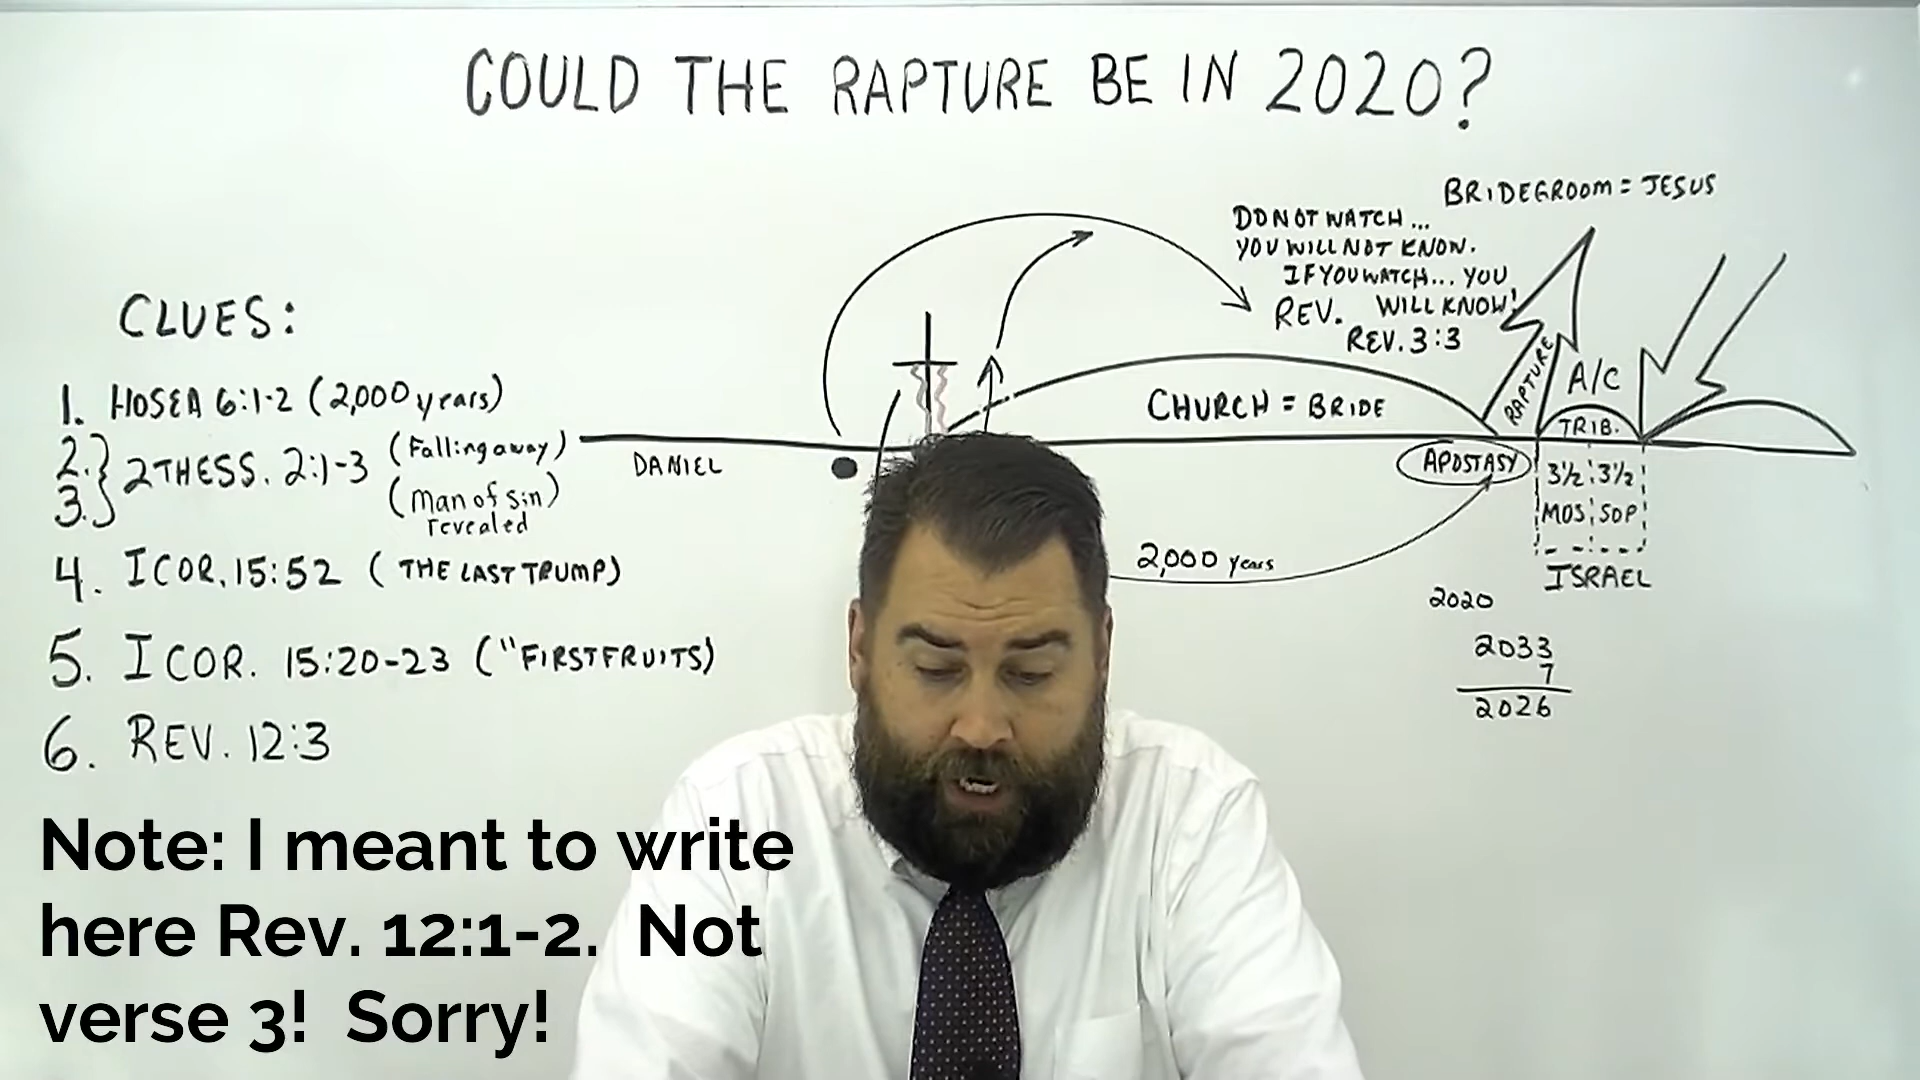 COULD THE RAPTURE BE IN 2020?
BRIDEGROOM = JESUS
DO NOT WATCH...
YOU WILL NOT KNOW.
IF YOU WATCH... YOU
REV. WILL KNOW!
REV. 3:3
CLUES:
1. HOSEA 6:1-2 (2,000 years)
2.} 2 THESS. 2:1-3 (Falling away)
3.} (Man of Sin)
revealed
4. I COR. 15:52 (THE LAST TRUMP)
5. I COR. 15:20-23 ("FIRSTFRUITS)
6. REV. 12:3
DANIEL
CHURCH = BRIDE
RAPTURE
A/C
TRIB.
APOSTASY
3½ 3½
MOS SOP
ISRAEL
2,000 years
2020
2033
7
2026
Note: I meant to write
here Rev. 12:1-2. Not
verse 3! Sorry!